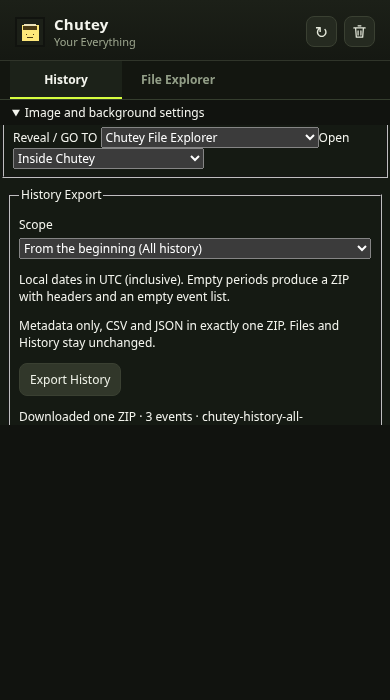 Chutey
Your Everything
History
File Explorer
Image and background settings
Reveal / GO TO Chutey File Explorer Open
Inside Chutey
History Export
Scope
From the beginning (All history)
Local dates in UTC (inclusive). Empty periods produce a ZIP
with headers and an empty event list.
Metadata only, CSV and JSON in exactly one ZIP. Files and
History stay unchanged.
Export History
Downloaded one ZIP · 3 events · chutey-history-all-